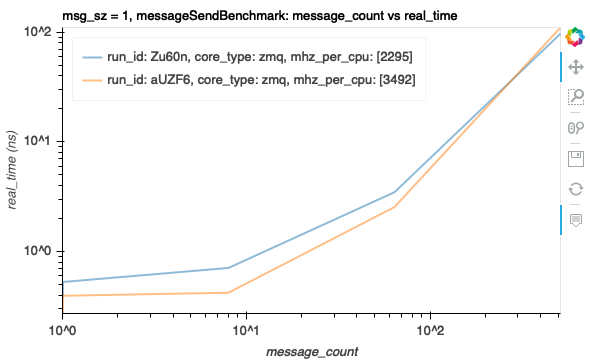 msg_sz = 1, messageSendBenchmark: message_count vs real_time
run_id: Zu60n, core_type: zmq, mhz_per_cpu: [2295]
run_id: aUZF6, core_type: zmq, mhz_per_cpu: [3492]
real_time (ns)
10^2
10^1
10^0
10^0
10^1
10^2
message_count